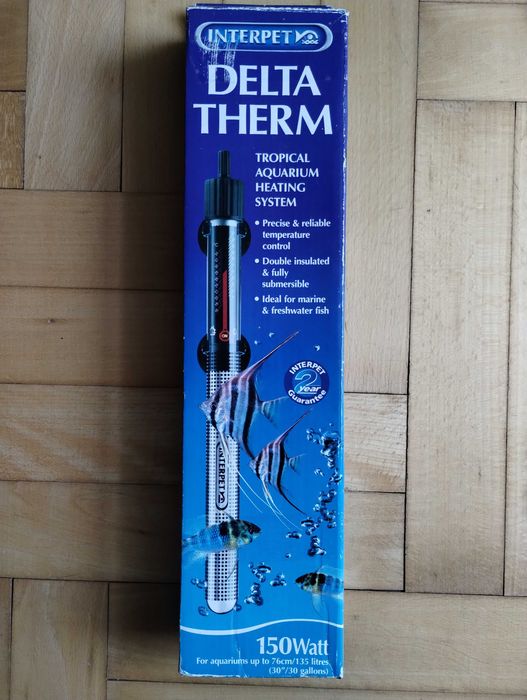 INTERPET
DELTA
THERM
TROPICAL
AQUARIUM
HEATING
SYSTEM
• Precise & reliable
temperature
control
• Double insulated
& fully
submersible
• Ideal for marine
& freshwater fish
ON
INTERPET
2
year
Guarantee
INTERPET
150Watt
For aquariums up to 76cm/135 litres
(30"/30 gallons)